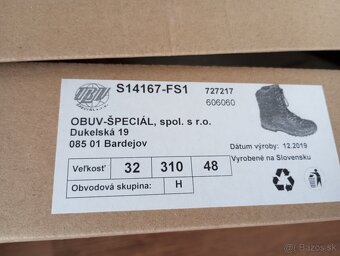 OBUV
S14167-FS1
727217
606060
OBUV-ŠPECIÁL, spol. s r.o.
Dukelská 19
085 01 Bardejov
Dátum výroby: 12.2019
Vyrobené na Slovensku
Veľkosť 32 310 48
Obvodová skupina: H
Bazos.sk